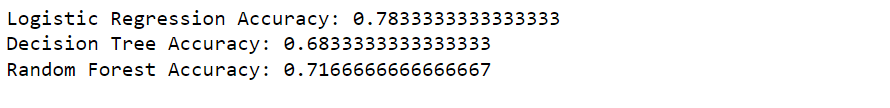 Logistic Regression Accuracy: 0.7833333333333333
Decision Tree Accuracy: 0.6833333333333333
Random Forest Accuracy: 0.7166666666666667